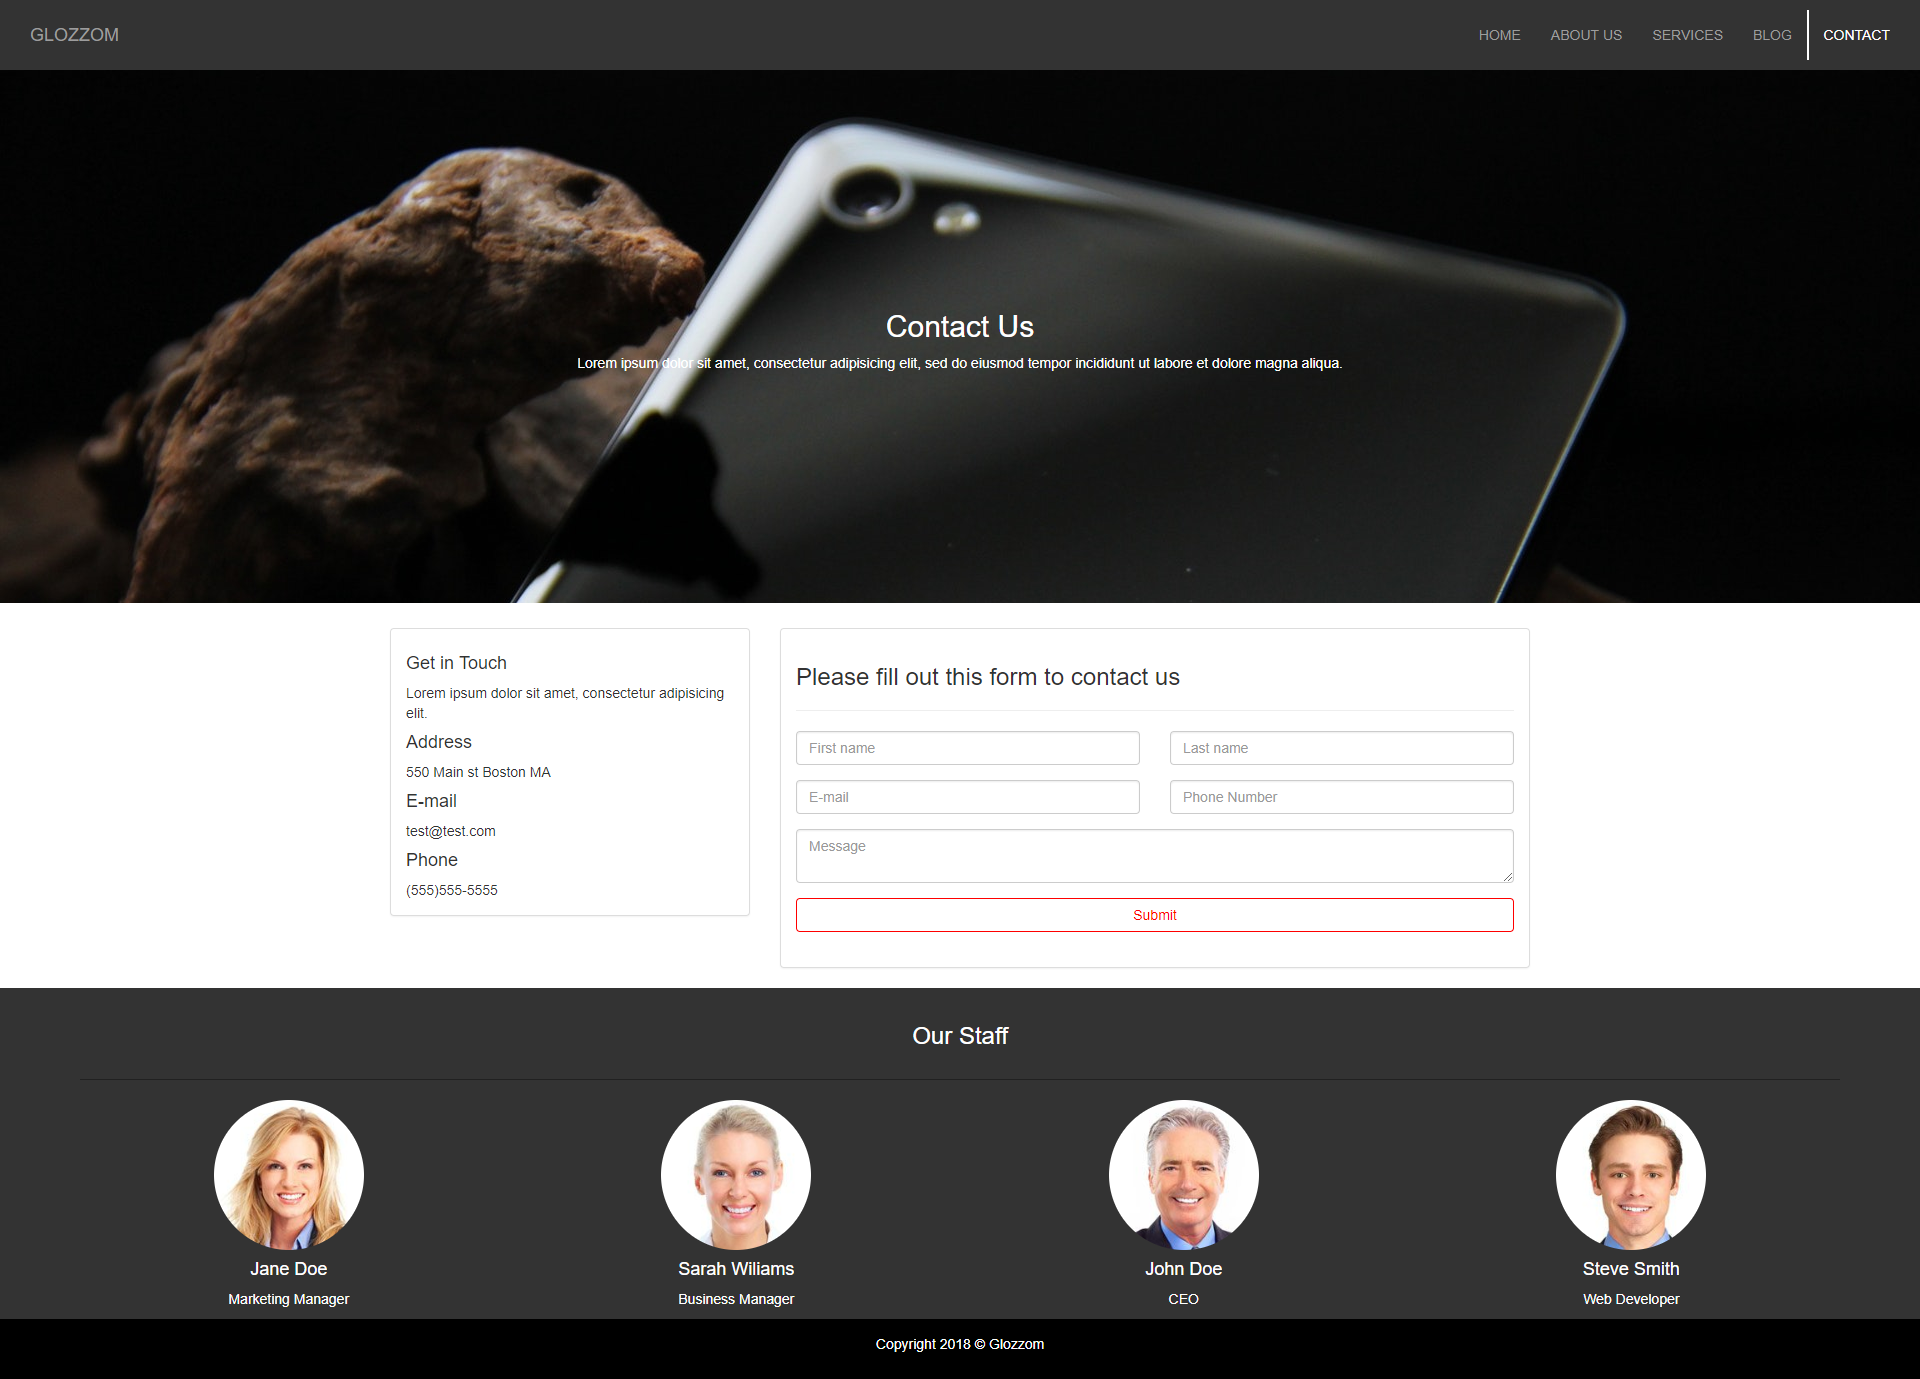 GLOZZOM
HOME ABOUT US SERVICES BLOG CONTACT
Contact Us
Lorem ipsum dolor sit amet, consectetur adipisicing elit, sed do eiusmod tempor incididunt ut labore et dolore magna aliqua.
Get in Touch
Lorem ipsum dolor sit amet, consectetur adipisicing
elit.
Address
550 Main st Boston MA
E-mail
test@test.com
Phone
(555)555-5555
Please fill out this form to contact us
First name
Last name
E-mail
Phone Number
Message
Submit
Our Staff
Jane Doe
Marketing Manager
Sarah Wiliams
Business Manager
John Doe
CEO
Steve Smith
Web Developer
Copyright 2018 © Glozzom